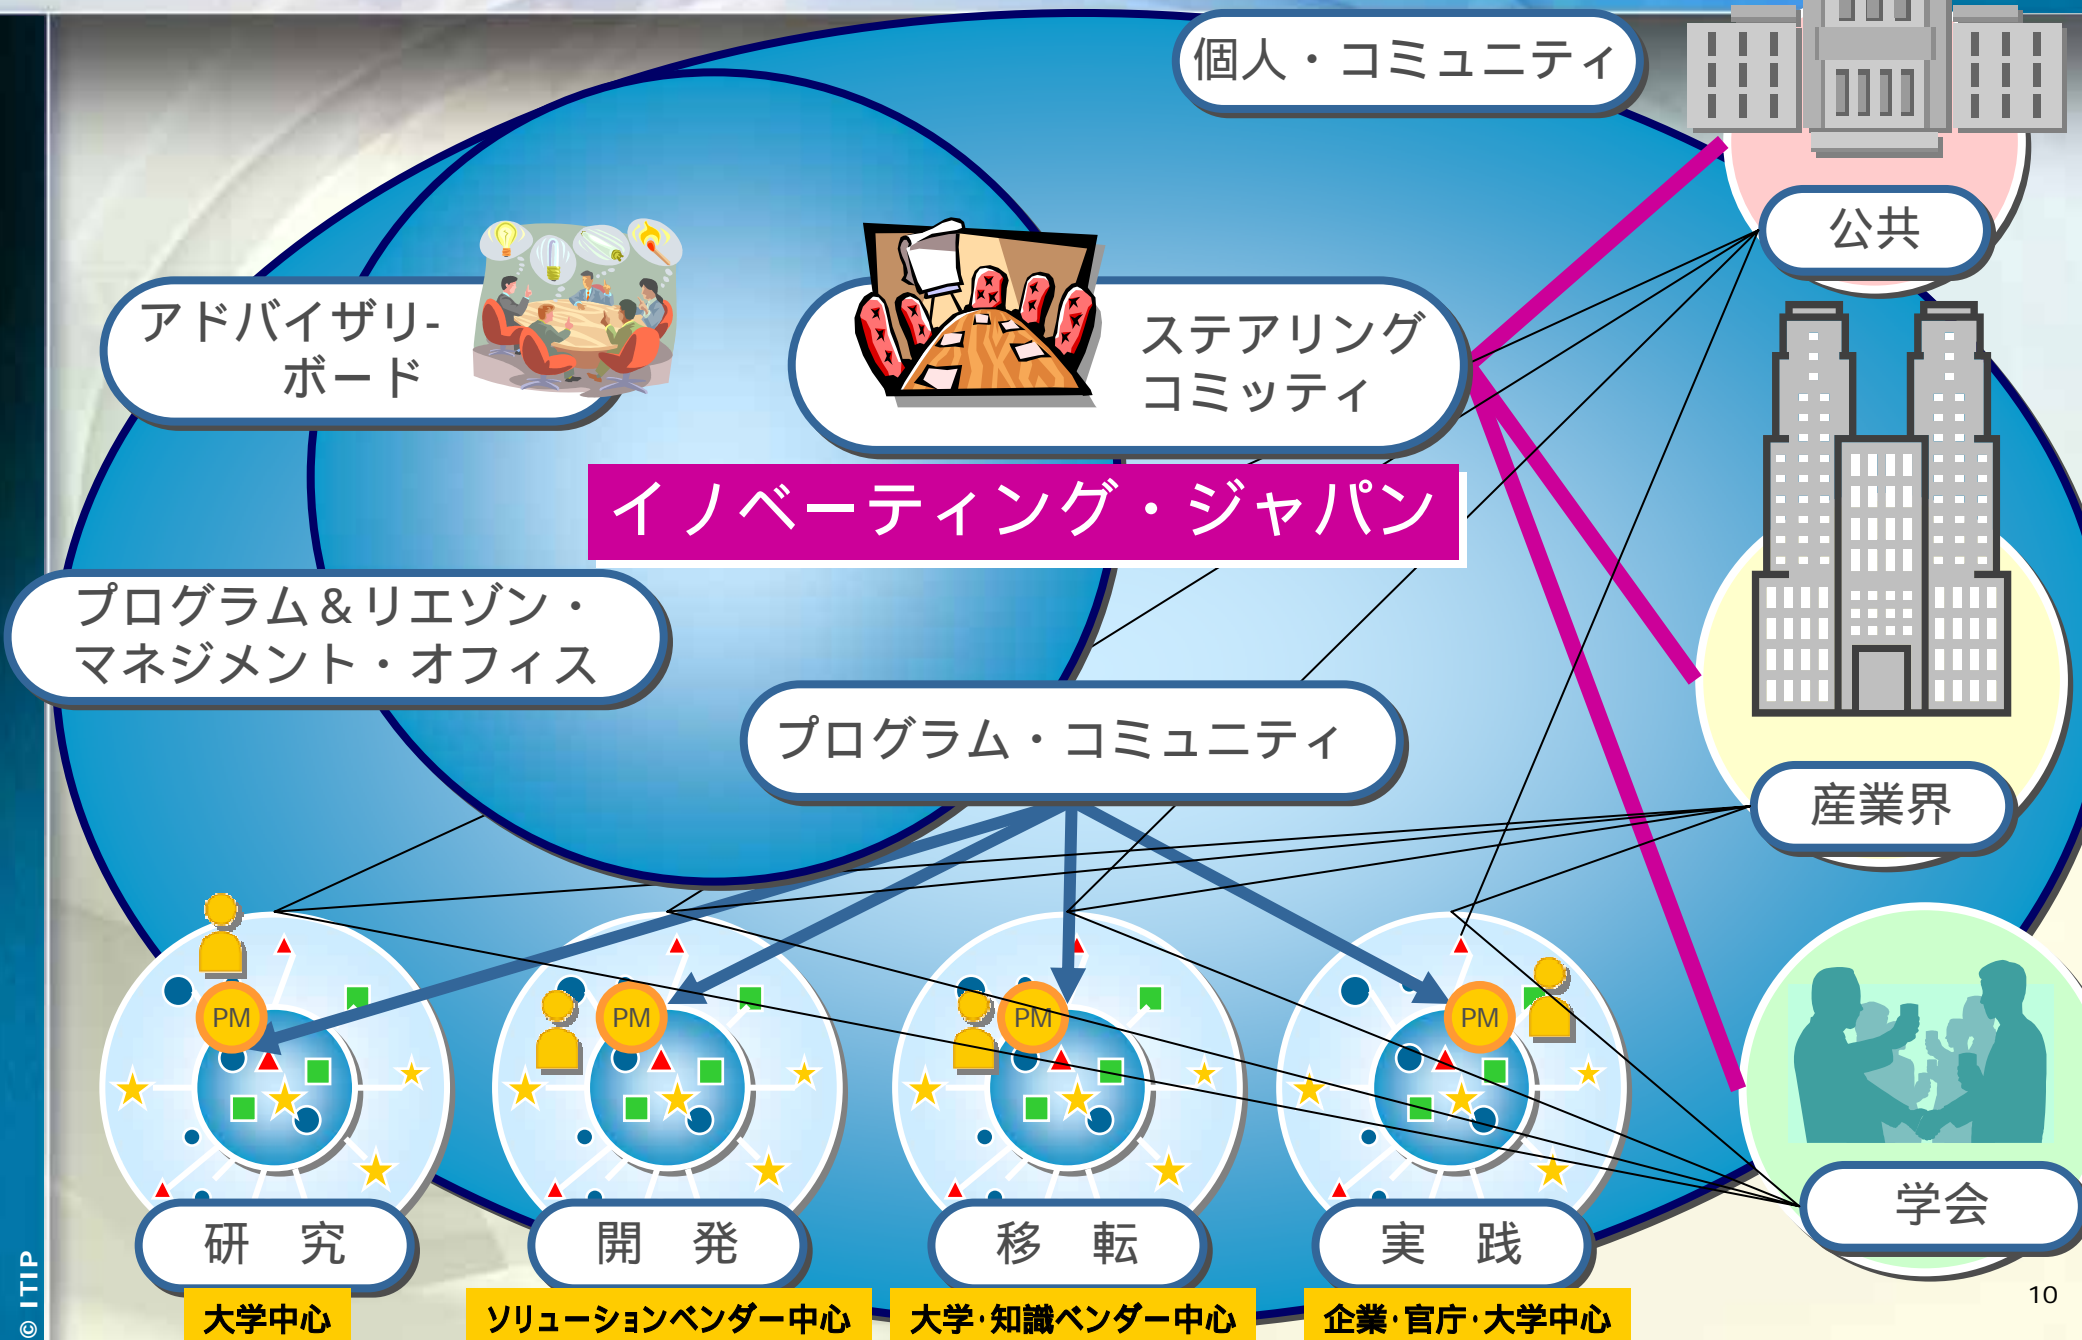 個人・コミュニティ
公共
アドバイザリ-
ボード
ステアリング
コミッティ
イノベーティング・ジャパン
プログラム＆リエゾン・
マネジメント・オフィス
プログラム・コミュニティ
産業界
PM
PM
PM
PM
学会
研　究
開　発
移　転
実　践
大学中心
ソリューションベンダー中心
大学・知識ベンダー中心
企業・官庁・大学中心
10
© ITIP